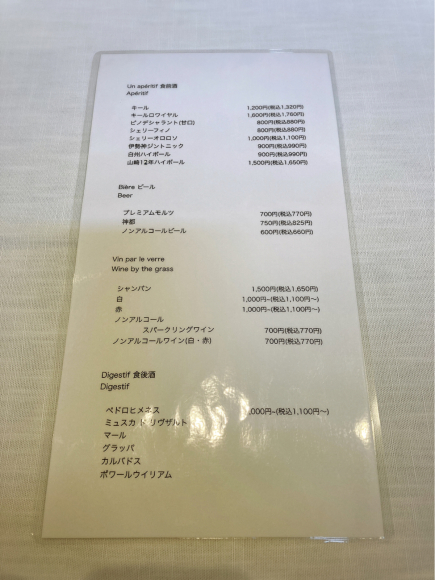 Un apéritif 食後酒
Apéritif
キール 1,200円(税込1,320円)
キールロワイヤル 1,600円(税込1,760円)
ピノデシャラント(甘口) 800円(税込880円)
シェリーフィノ 800円(税込880円)
シェリーオロロソ 1,000円(税込1,100円)
伊勢神ジントニック 900円(税込990円)
白州ハイボール 900円(税込990円)
山崎12年ハイボール 1,500円(税込1,650円)
Bière ビール
Beer
プレミアムモルツ 700円(税込770円)
神都 750円(税込825円)
ノンアルコールビール 600円(税込660円)
Vin par le verre
Wine by the grass
シャンパン 1,500円(税込1,650円)
白 1,000円~(税込1,100円〜)
赤 1,000円~(税込1,100円〜)
ノンアルコール
スパークリングワイン 700円(税込770円)
ノンアルコールワイン(白・赤) 700円(税込770円)
Digestif 食後酒
Digestif
ペドロヒメネス ,000円~(税込1,100円〜)
ミュスカ ド リヴザルト
マール
グラッパ
カルバドス
ポワールウイリアム